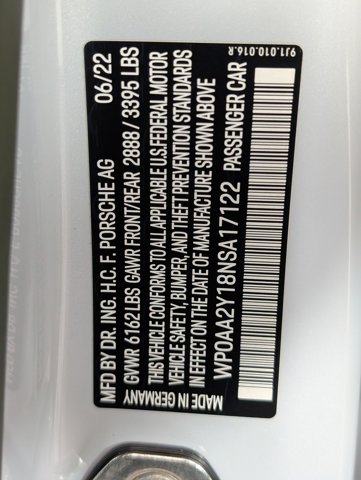 9J1.010.016.R
MFD BY DR. ING. H.C. F. PORSCHE AG 06/22
GVWR 6162 LBS GAWR FRONT/REAR 2888/ 3395 LBS
THIS VEHICLE CONFORMS TO ALL APPLICABLE U.S. FEDERAL MOTOR
VEHICLE SAFETY, BUMPER, AND THEFT PREVENTION STANDARDS
IN EFFECT ON THE DATE OF MANUFACTURE SHOWN ABOVE
WP0AA2Y18NSA17122 PASSENGER CAR
MADE IN GERMANY